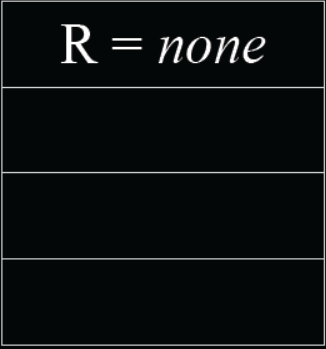 R = none